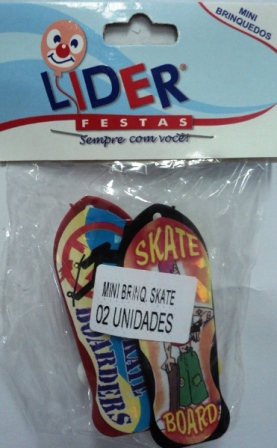 MINI
BRINQUEDOS
LIDER®
FESTAS
Sempre com você!
SKATE
MINI BRINQ. SKATE
02 UNIDADES
BOARDERS
BOARD